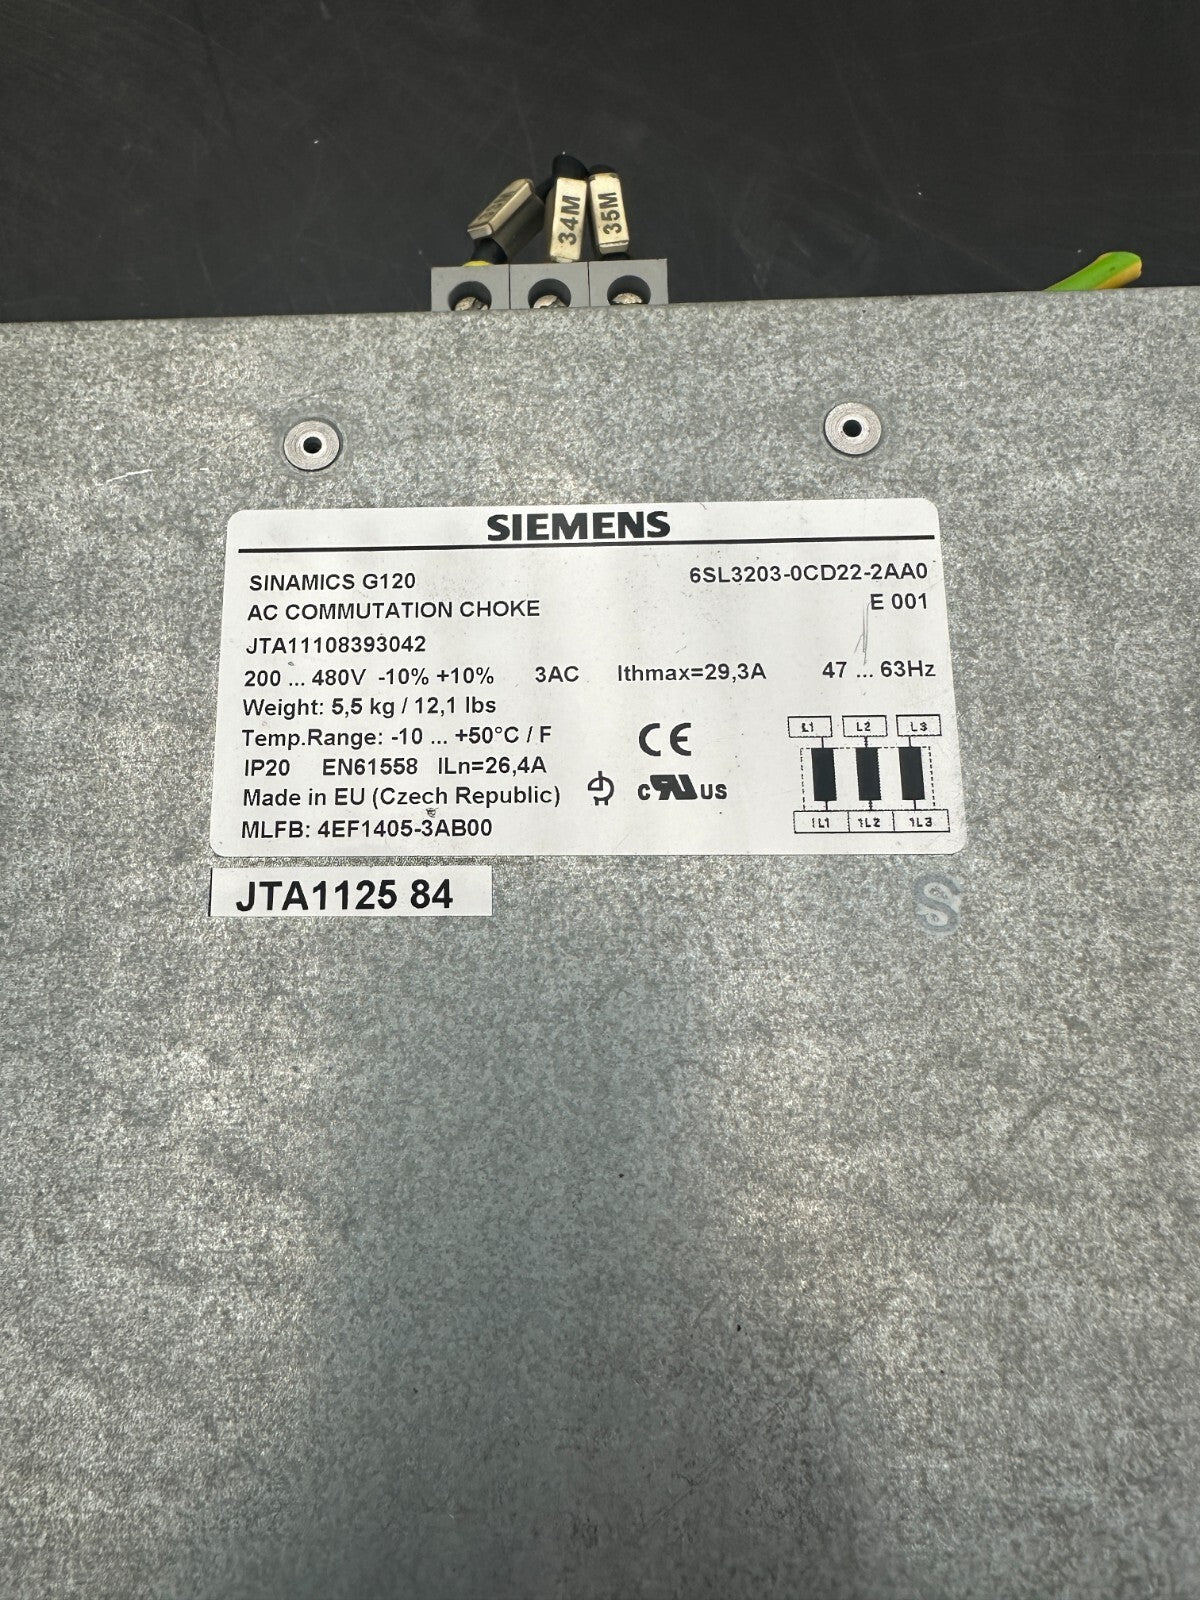 34M
35M
SIEMENS
SINAMICS G120
6SL3203-0CD22-2AA0
AC COMMUTATION CHOKE
E 001
JTA11108393042
200 ... 480V -10% +10% 3AC Ithmax=29,3A 47 ... 63Hz
Weight: 5,5 kg / 12,1 lbs
Temp.Range: -10 ... +50°C / F
IP20 EN61558 ILn=26,4A
Made in EU (Czech Republic)
MLFB: 4EF1405-3AB00
CE
c RU US
L1 L2 L3
1L1 1L2 1L3
JTA1125 84
S